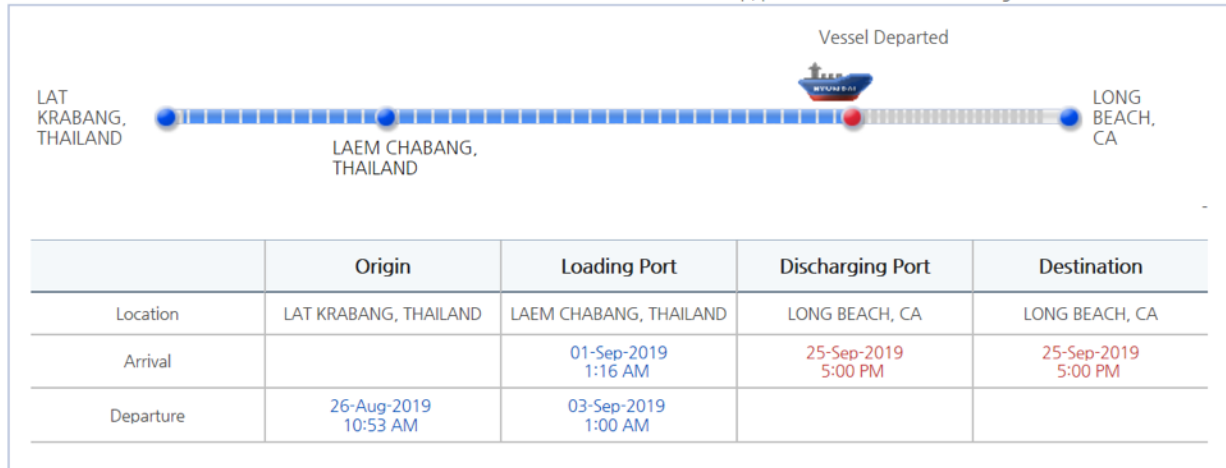 Vessel Departed
HYUNDAI
LAT
KRABANG,
THAILAND
LONG
BEACH,
CA
LAEM CHABANG,
THAILAND
-
Origin Loading Port Discharging Port Destination
Location LAT KRABANG, THAILAND LAEM CHABANG, THAILAND LONG BEACH, CA LONG BEACH, CA
Arrival 01-Sep-2019 25-Sep-2019 25-Sep-2019
1:16 AM 5:00 PM 5:00 PM
Departure 26-Aug-2019 03-Sep-2019
10:53 AM 1:00 AM